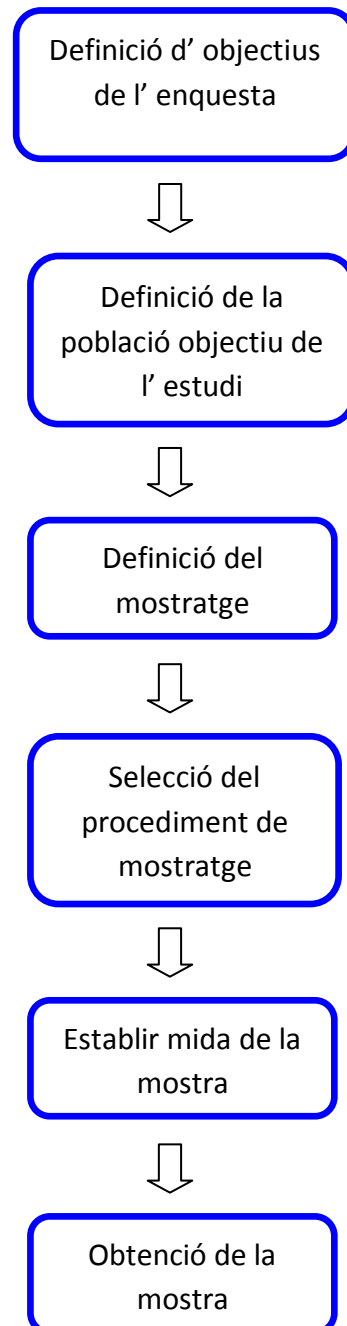 Definició d’ objectius
de l’ enquesta
Definició de la
població objectiu de
l’ estudi
Definició del
mostratge
Selecció del
procediment de
mostratge
Establir mida de la
mostra
Obtenció de la
mostra